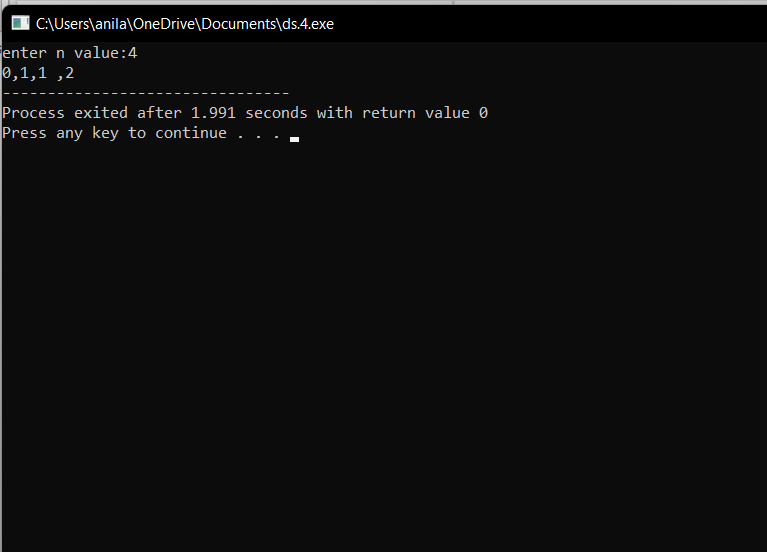 C:\Users\anila\OneDrive\Documents\ds.4.exe
enter n value:4
0,1,1 ,2
--------------------------------
Process exited after 1.991 seconds with return value 0
Press any key to continue . . .